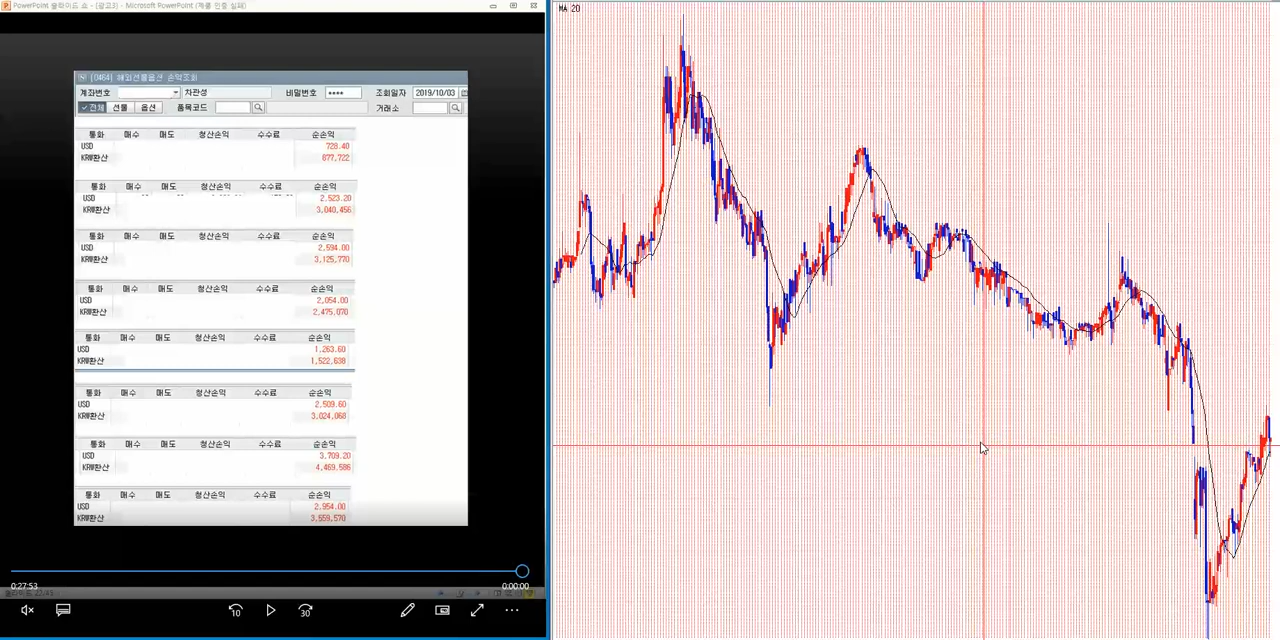 PowerPoint 슬라이드 쇼 - [광고3] - Microsoft PowerPoint (제품 인증 실패)
[0464] 해외선물옵션 손익조회
계좌번호 차관성 비밀번호 **** 조회일자 2019/10/03
전체 선물 옵션 품목코드 거래소
통화 매수 매도 청산손익 수수료 순손익
USD 728.40
KRW환산 877,722
통화 매수 매도 청산손익 수수료 순손익
USD 2,523.20
KRW환산 3,040,456
통화 매수 매도 청산손익 수수료 순손익
USD 2,594.00
KRW환산 3,125,770
통화 매수 매도 청산손익 수수료 순손익
USD 2,054.00
KRW환산 2,475,070
통화 매수 매도 청산손익 수수료 순손익
USD 1,263.60
KRW환산 1,522,638
통화 매수 매도 청산손익 수수료 순손익
USD 2,509.60
KRW환산 3,024,068
통화 매수 매도 청산손익 수수료 순손익
USD 3,709.20
KRW환산 4,469,586
통화 매수 매도 청산손익 수수료 순손익
USD 2,954.00
KRW환산 3,559,570
0:27:53 0:00:00
10 30
MA 20